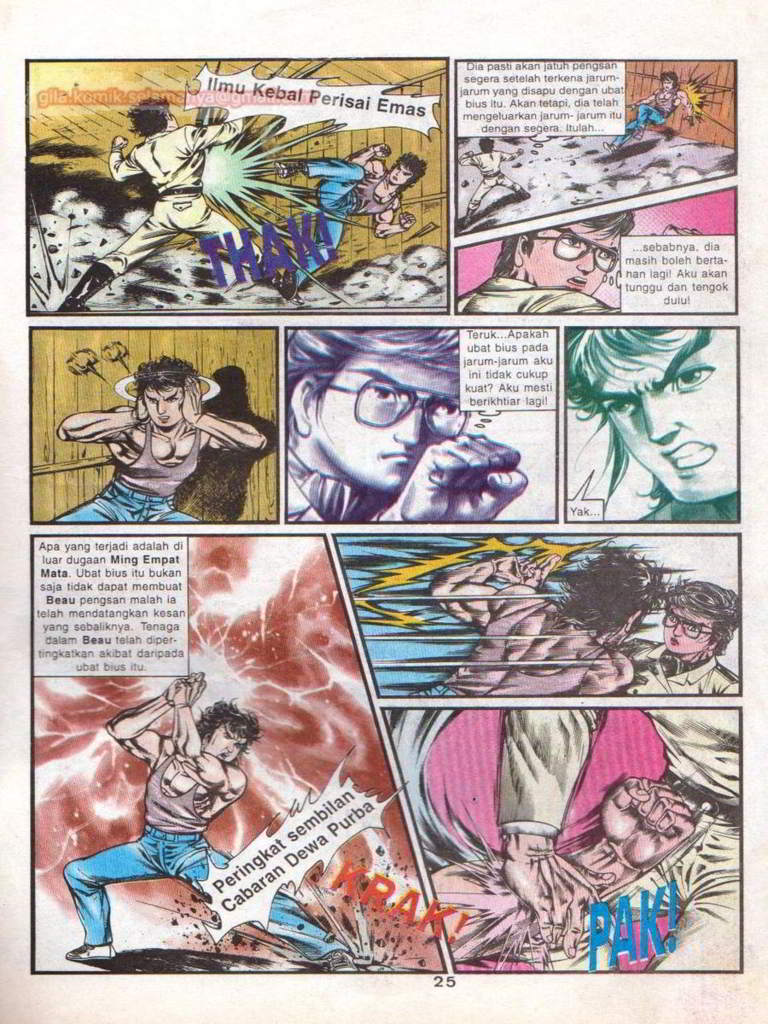 gila.komik.selamanya@gmail.com
Ilmu Kebal Perisai Emas
THAK!
Dia pasti akan jatuh pengsan
segera setelah terkena jarum-
jarum yang disapu dengan ubat
bius itu. Akan tetapi, dia telah
mengeluarkan jarum- jarum itu
dengan segera. Itulah...
...sebabnya, dia
masih boleh berta-
han lagi! Aku akan
tunggu dan tengok
dulu!
Teruk...Apakah
ubat bius pada
jarum-jarum aku
ini tidak cukup
kuat? Aku mesti
berikhtiar lagi!
Yak...
Apa yang terjadi adalah di
luar dugaan Ming Empat
Mata. Ubat bius itu bukan
saja tidak dapat membuat
Beau pengsan malah ia
telah mendatangkan kesan
yang sebaliknya. Tenaga
dalam Beau telah diper-
tingkatkan akibat daripada
ubat bius itu.
Peringkat sembilan
Cabaran Dewa Purba
KRAK!
PAK!
25